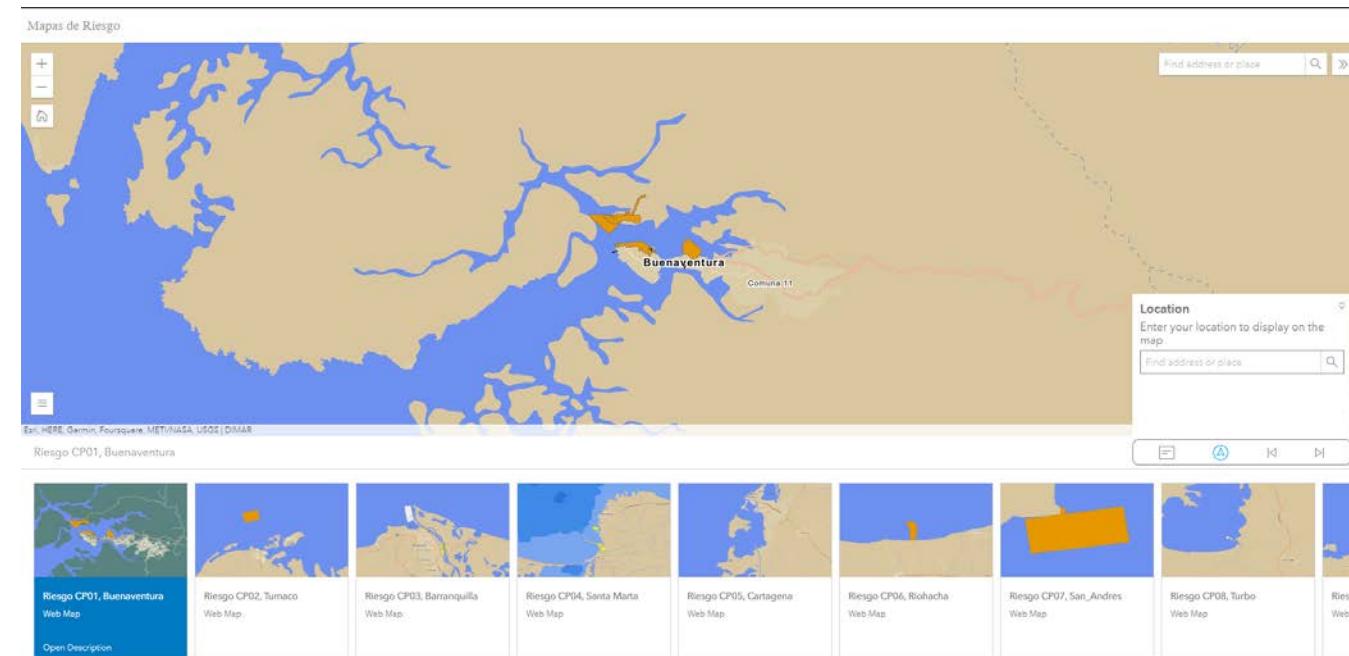 Mapas de Riesgo
Find address or place
Buenaventura
Comuna 11
Location
Enter your location to display on the
map
Find address or place
Esri, HERE, Garmin, Foursquare, METI/NASA, USGS | DIMAR
Riesgo CP01, Buenaventura
Riesgo CP01, Buenaventura
Web Map
Open Description
Riesgo CP02, Tumaco
Web Map
Riesgo CP03, Barranquilla
Web Map
Riesgo CP04, Santa Marta
Web Map
Riesgo CP05, Cartagena
Web Map
Riesgo CP06, Riohacha
Web Map
Riesgo CP07, San_Andres
Web Map
Riesgo CP08, Turbo
Web Map
Ries
Web